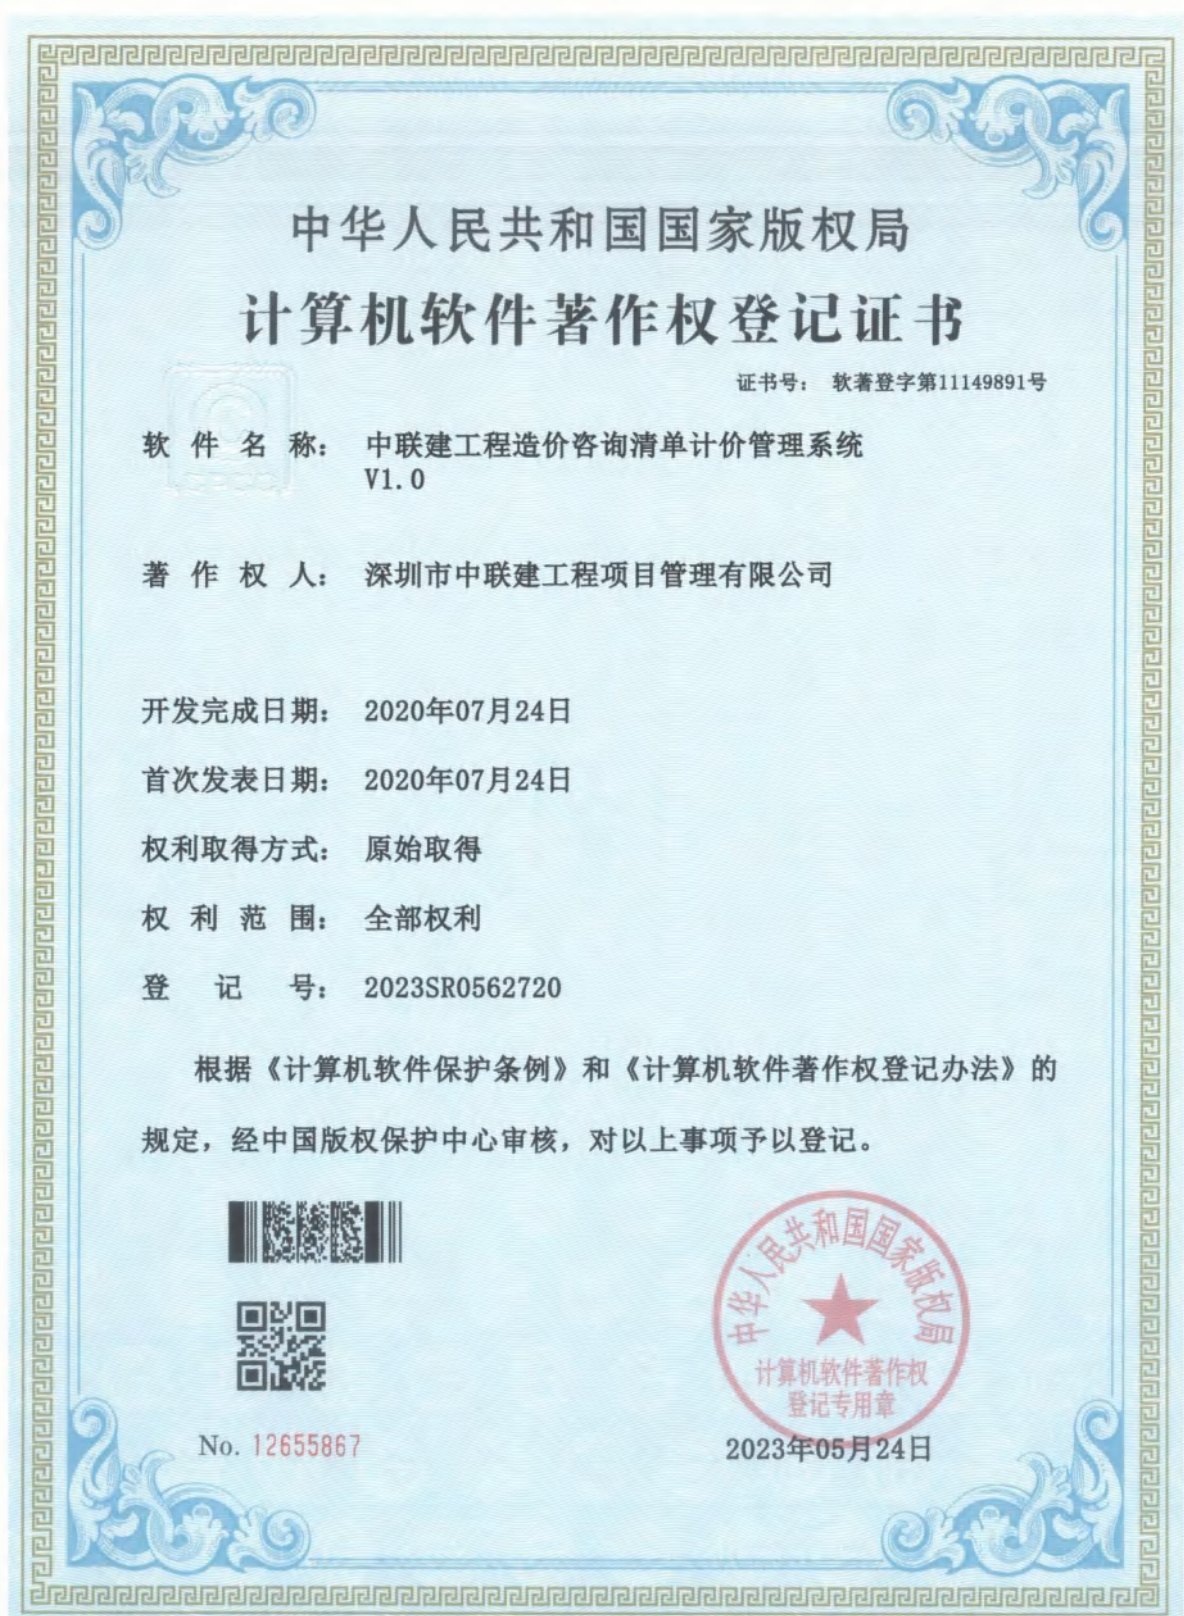 中华人民共和国国家版权局
计算机软件著作权登记证书
证书号： 软著登字第11149891号
软件名称： 中联建工程造价咨询清单计价管理系统
V1.0
著作权人： 深圳市中联建工程项目管理有限公司
开发完成日期： 2020年07月24日
首次发表日期： 2020年07月24日
权利取得方式： 原始取得
权利范围： 全部权利
登记号： 2023SR0562720
根据《计算机软件保护条例》和《计算机软件著作权登记办法》的
规定，经中国版权保护中心审核，对以上事项予以登记。
中华人民共和国国家版权局
计算机软件著作权
登记专用章
No. 12655867
2023年05月24日